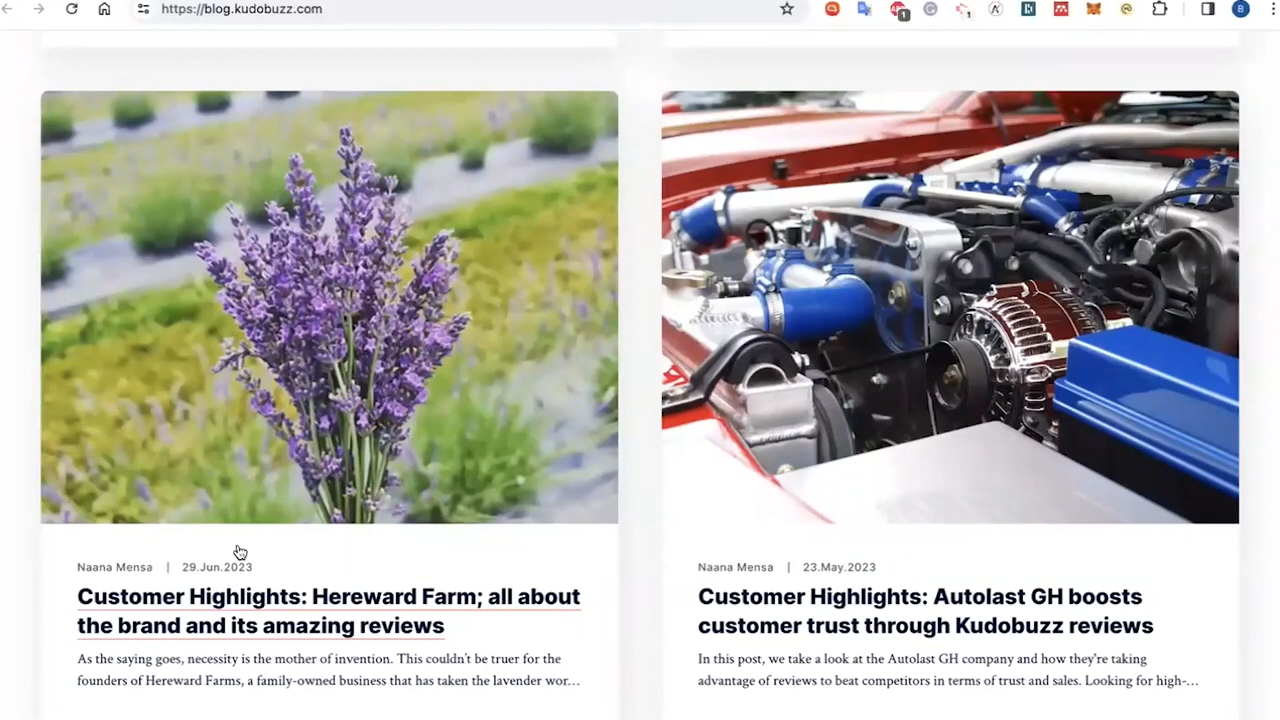 https://blog.kudobuzz.com
1
1
B
Naana Mensa | 29.Jun.2023
Customer Highlights: Hereward Farm; all about
the brand and its amazing reviews
As the saying goes, necessity is the mother of invention. This couldn't be truer for the
founders of Hereward Farms, a family-owned business that has taken the lavender wor...
Naana Mensa | 23.May.2023
Customer Highlights: Autolast GH boosts
customer trust through Kudobuzz reviews
In this post, we take a look at the Autolast GH company and how they're taking
advantage of reviews to beat competitors in terms of trust and sales. Looking for high-...